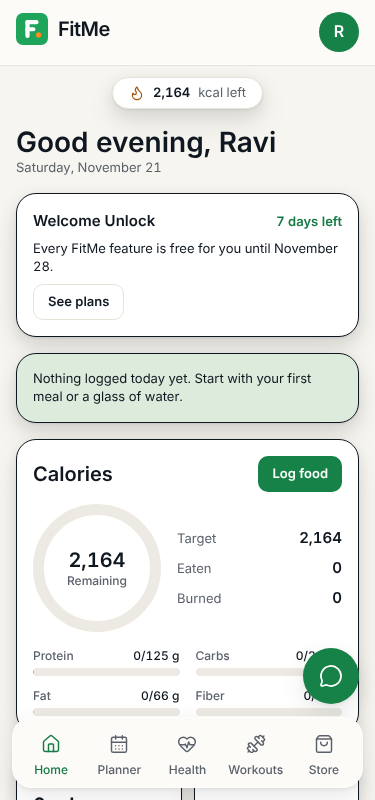 FitMe
R
2,164 kcal left
Good evening, Ravi
Saturday, November 21
Welcome Unlock
7 days left
Every FitMe feature is free for you until November
28.
See plans
Nothing logged today yet. Start with your first
meal or a glass of water.
Calories
Log food
2,164
Remaining
Target 2,164
Eaten 0
Burned 0
Protein 0/125 g
Carbs
Fat 0/66 g
Fiber
Home
Planner
Health
Workouts
Store